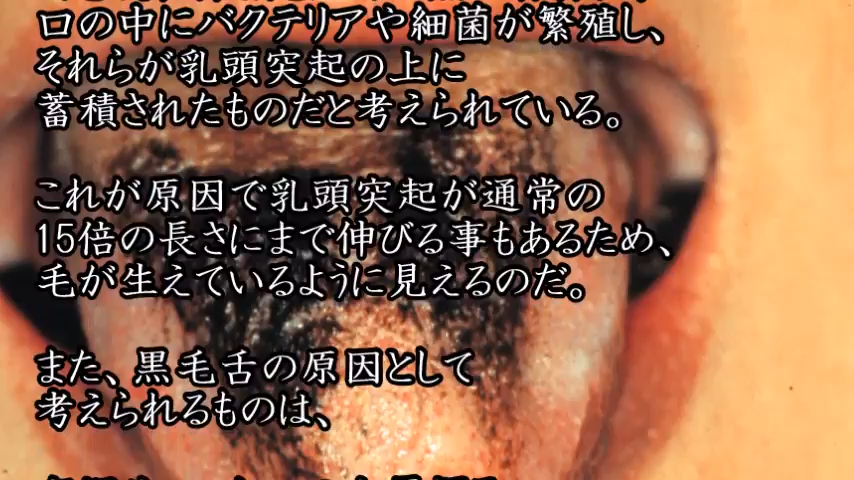 口の中にバクテリアや細菌が繁殖し、
それらが乳頭突起の上に
蓄積されたものだと考えられている。
これが原因で乳頭突起が通常の
15倍の長さにまで伸びる事もあるため、
毛が生えているように見えるのだ。
また、黒毛舌の原因として
考えられるものは、